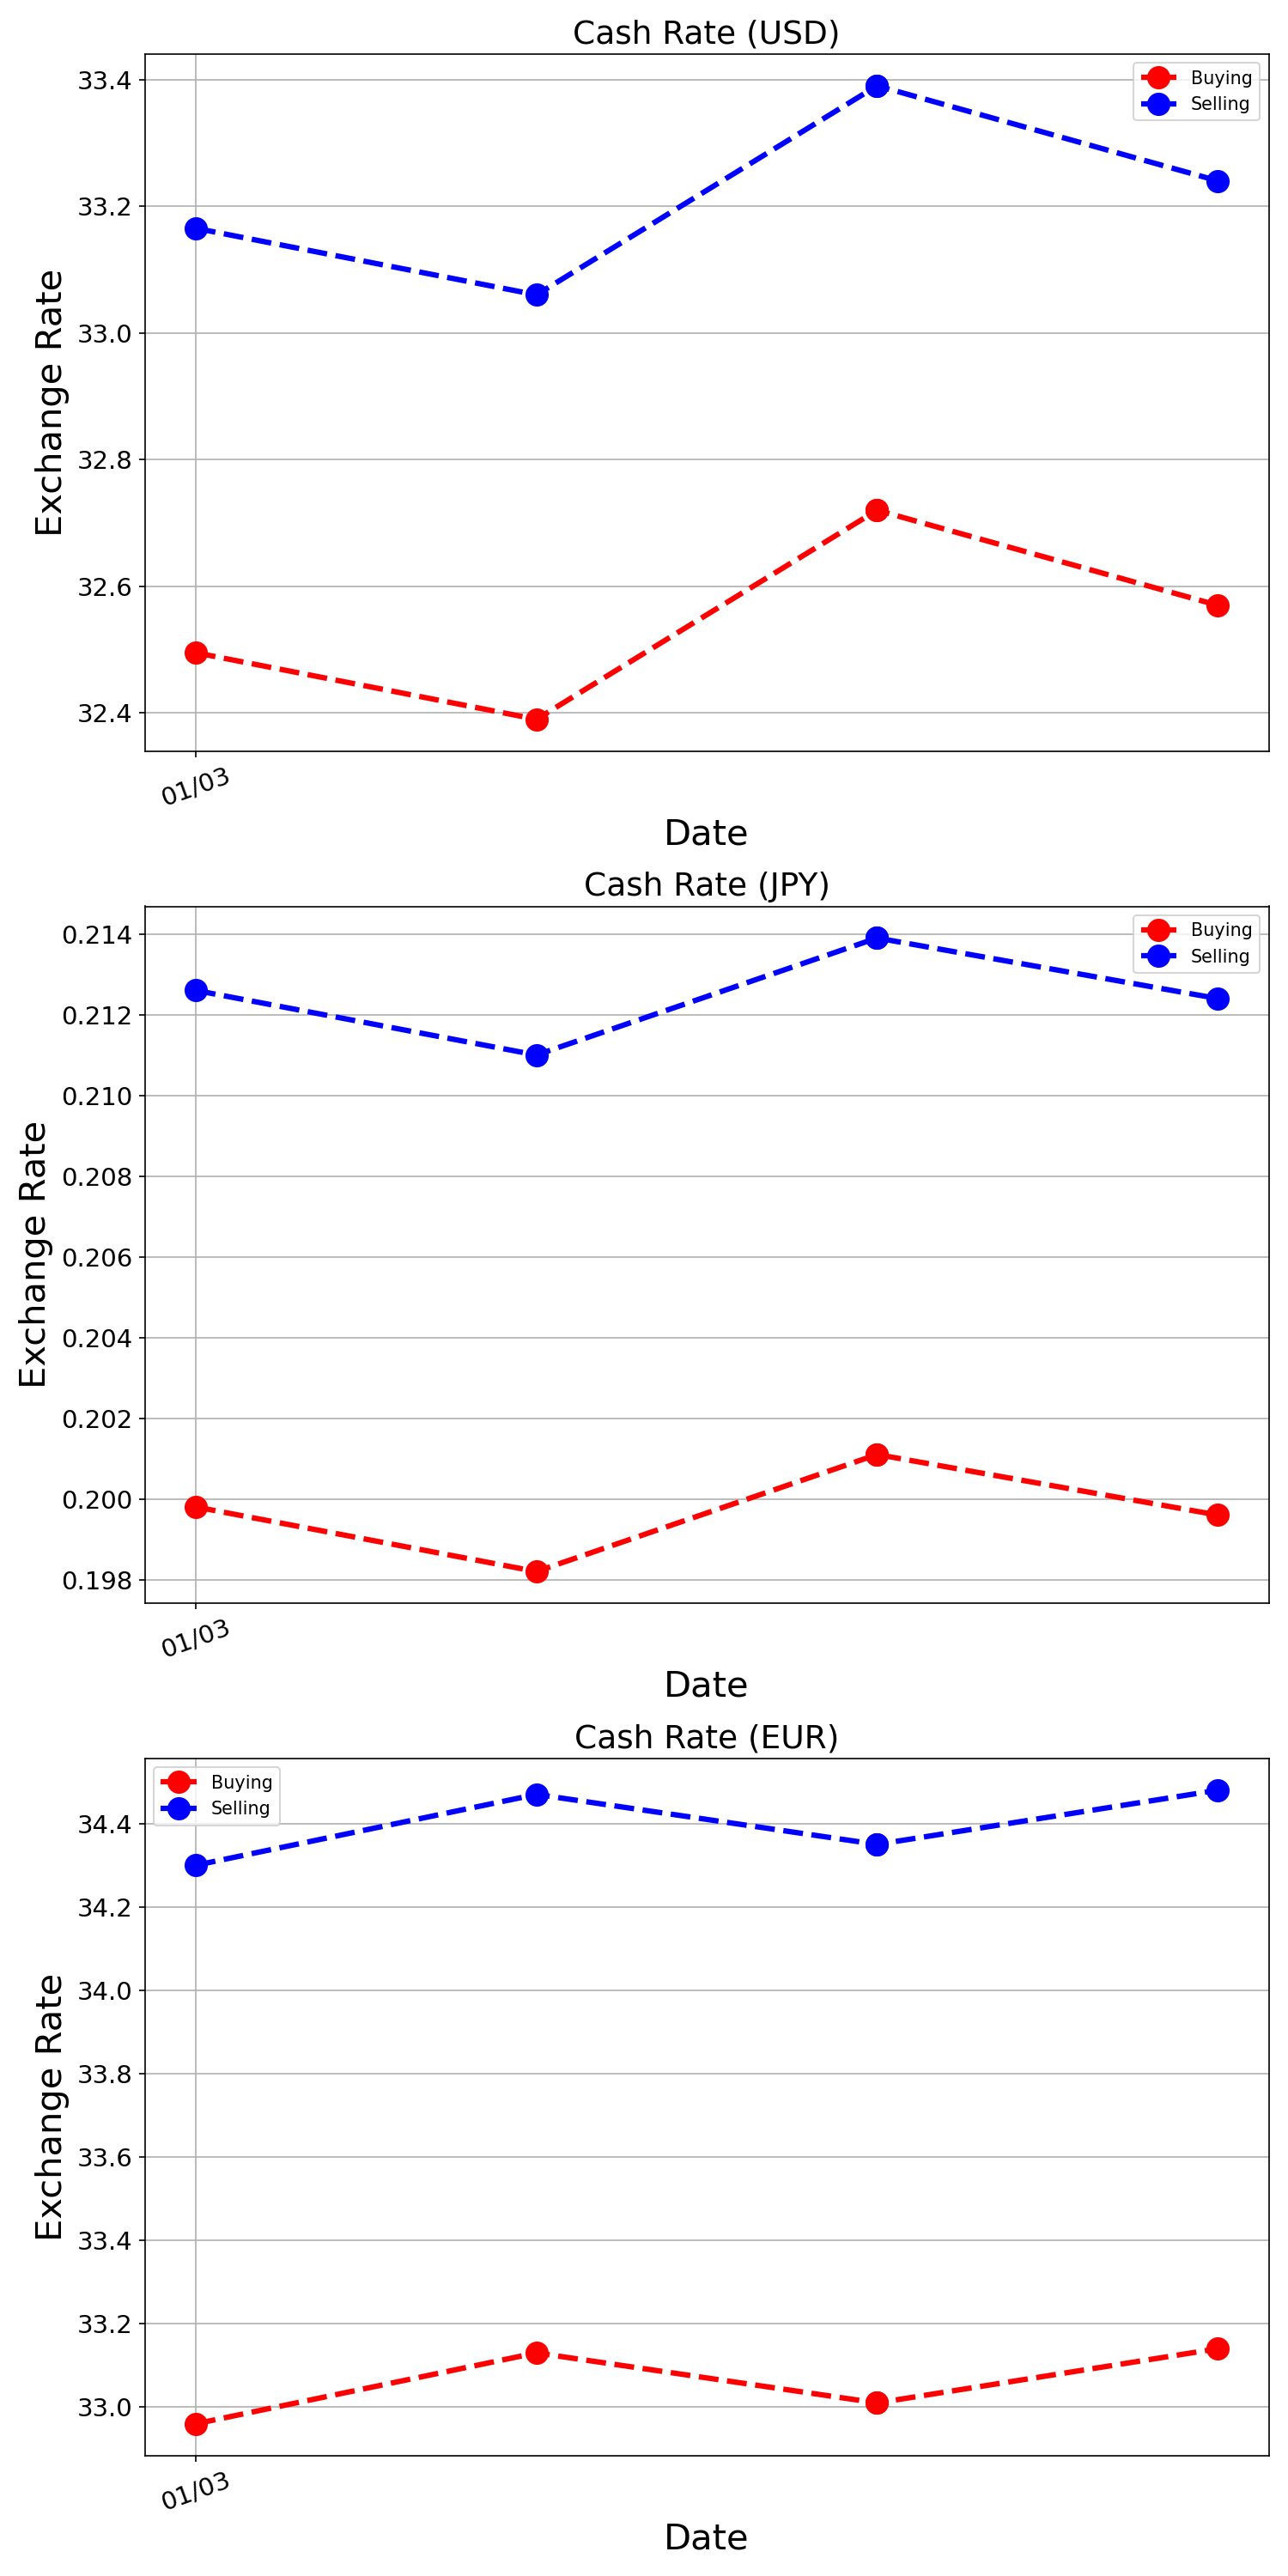 Cash Rate (USD)
Buying
Selling
33.4
33.2
33.0
32.8
32.6
32.4
Exchange Rate
01/03
Date
Cash Rate (JPY)
Buying
Selling
0.214
0.212
0.210
0.208
0.206
0.204
0.202
0.200
0.198
Exchange Rate
01/03
Date
Cash Rate (EUR)
Buying
Selling
34.4
34.2
34.0
33.8
33.6
33.4
33.2
33.0
Exchange Rate
01/03
Date